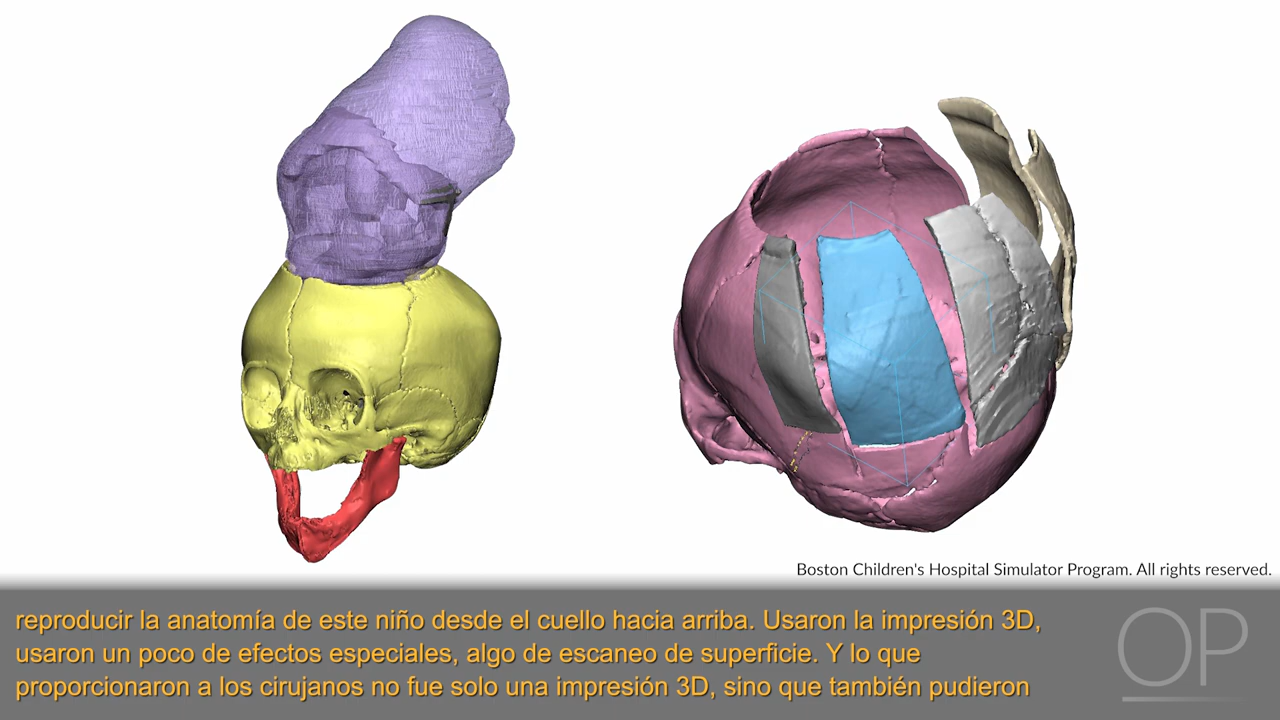 Boston Children's Hospital Simulator Program. All rights reserved.
reproducir la anatomía de este niño desde el cuello hacia arriba. Usaron la impresión 3D,
usaron un poco de efectos especiales, algo de escaneo de superficie. Y lo que
proporcionaron a los cirujanos no fue solo una impresión 3D, sino que también pudieron
OP